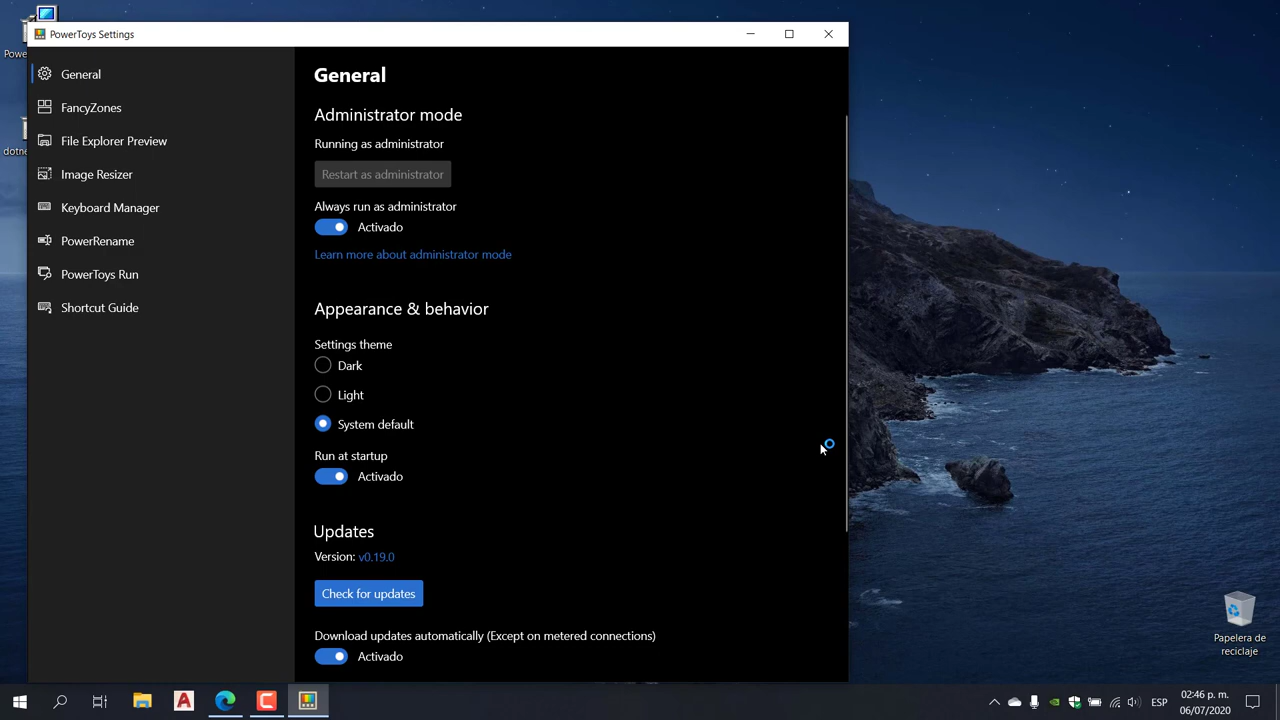 PowerToys Settings
Powe
dotne
General
FancyZones
File Explorer Preview
Image Resizer
Keyboard Manager
PowerRename
PowerToys Run
Shortcut Guide
General
Administrator mode
Running as administrator
Restart as administrator
Always run as administrator
Activado
Learn more about administrator mode
Appearance & behavior
Settings theme
Dark
Light
System default
Run at startup
Activado
Updates
Version: v0.19.0
Check for updates
Download updates automatically (Except on metered connections)
Activado
Papelera de
reciclaje
ESP
02:46 p. m.
06/07/2020